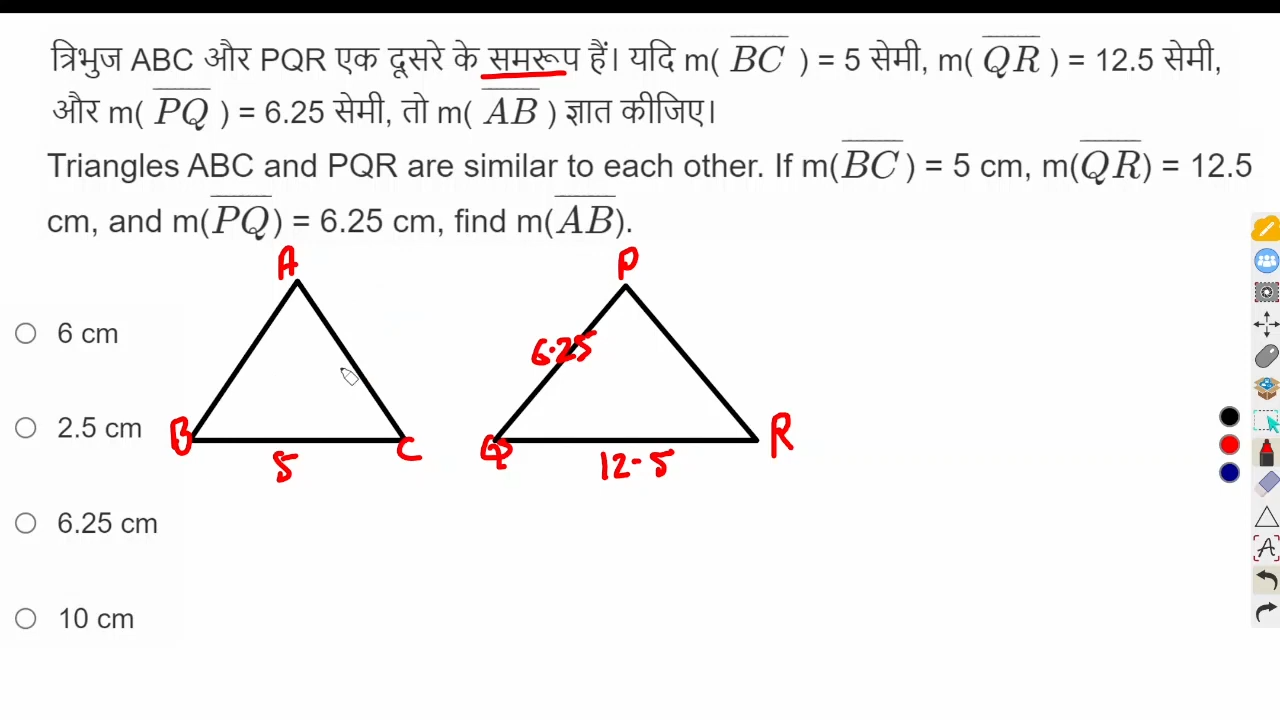 त्रिभुज ABC और PQR एक दूसरे के समरूप हैं। यदि m( BC ) = 5 सेमी, m( QR ) = 12.5 सेमी,
और m( PQ ) = 6.25 सेमी, तो m( AB ) ज्ञात कीजिए।
Triangles ABC and PQR are similar to each other. If m(BC) = 5 cm, m(QR) = 12.5
cm, and m(PQ) = 6.25 cm, find m(AB).
A P
6 cm
6.25
2.5 cm
B C Q R
5 12.5
6.25 cm
10 cm
A